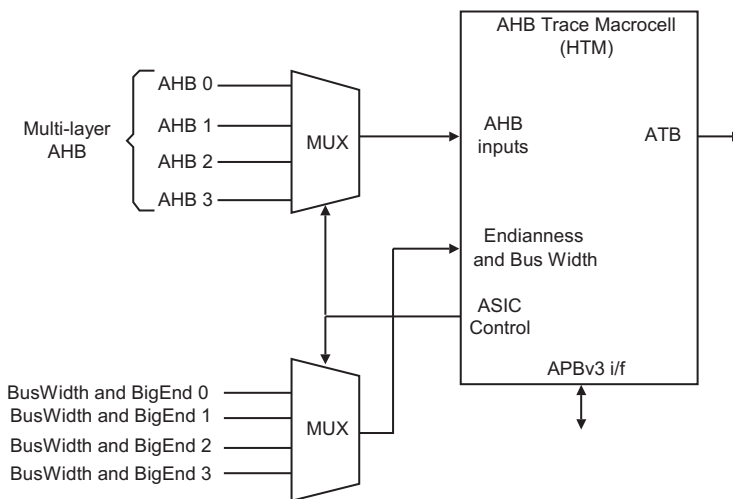 AHB Trace Macrocell
(HTM)
Multi-layer
AHB
AHB 0
AHB 1
AHB 2
AHB 3
MUX
AHB
inputs
ATB
Endianness
and Bus Width
ASIC
Control
APBv3 i/f
BusWidth and BigEnd 0
BusWidth and BigEnd 1
BusWidth and BigEnd 2
BusWidth and BigEnd 3
MUX